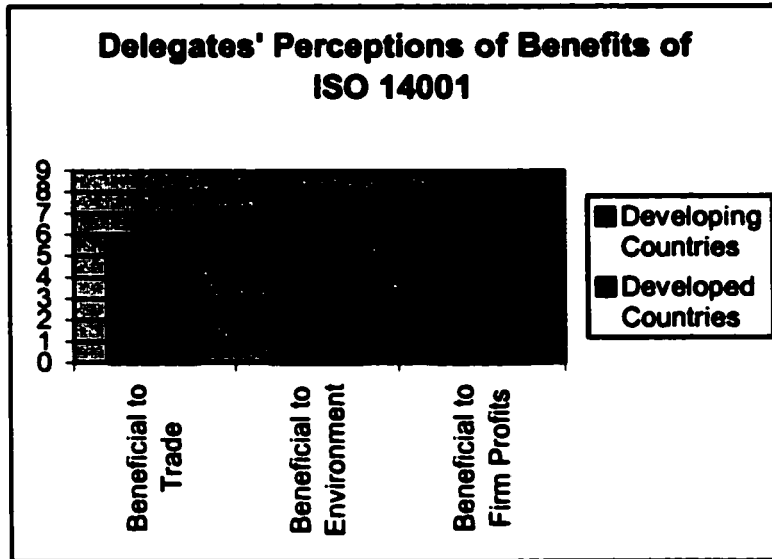 Delegates' Perceptions of Benefits of
ISO 14001
9
8
7
6
5
4
3
2
1
0
Beneficial to
Trade
Beneficial to
Environment
Beneficial to
Firm Profits
Developing
Countries
Developed
Countries